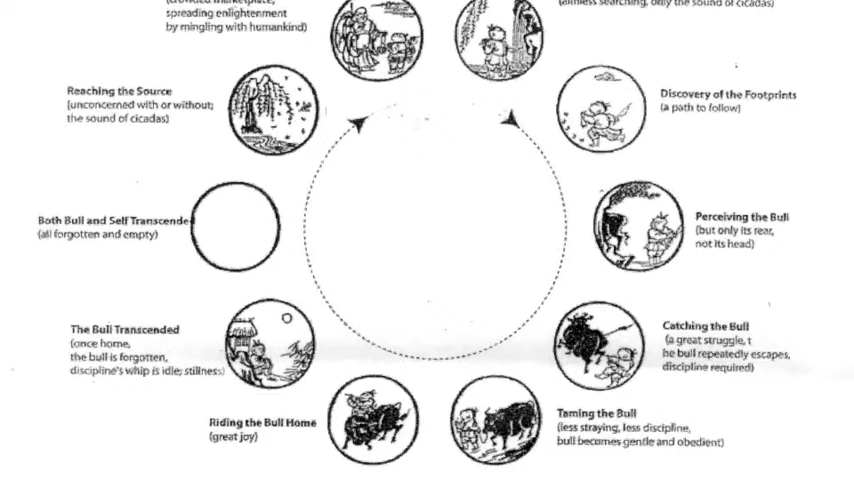 (crowded marketplace,
spreading enlightenment
by mingling with humankind)
(aimless searching, only the sound of cicadas)
Discovery of the Footprints
(a path to follow)
Perceiving the Bull
(but only its rear,
not its head)
Catching the Bull
(a great struggle, t
he bull repeatedly escapes,
discipline required)
Taming the Bull
(less straying, less discipline,
bull becomes gentle and obedient)
Riding the Bull Home
(great joy)
The Bull Transcended
(once home,
the bull is forgotten,
discipline's whip is idle; stillness)
Both Bull and Self Transcende
(all forgotten and empty)
Reaching the Source
(unconcerned with or without;
the sound of cicadas)